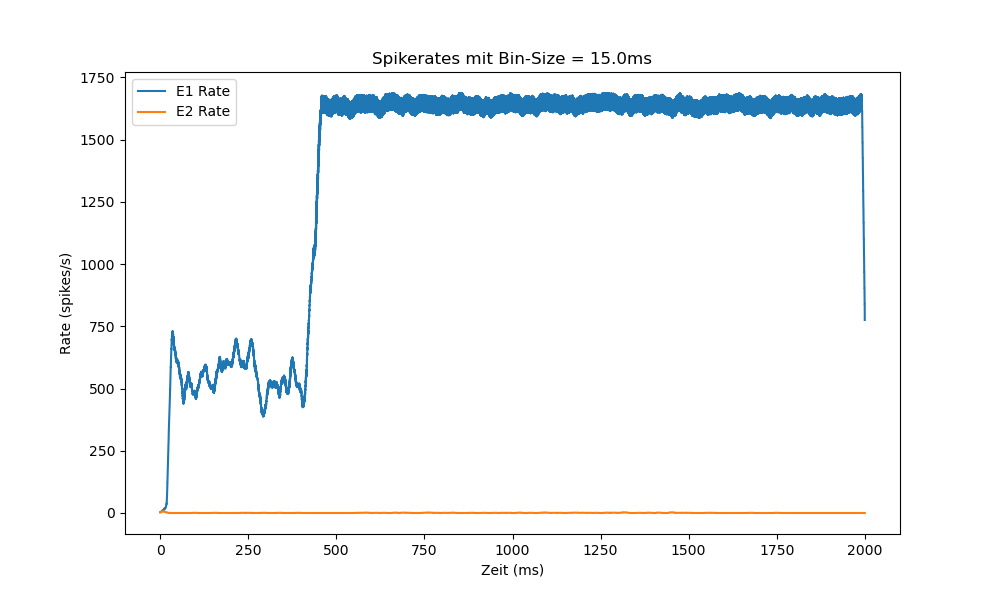 Spikerates mit Bin-Size = 15.0ms
E1 Rate
E2 Rate
1750
1500
1250
1000
750
500
250
0
Rate (spikes/s)
0 250 500 750 1000 1250 1500 1750 2000
Zeit (ms)